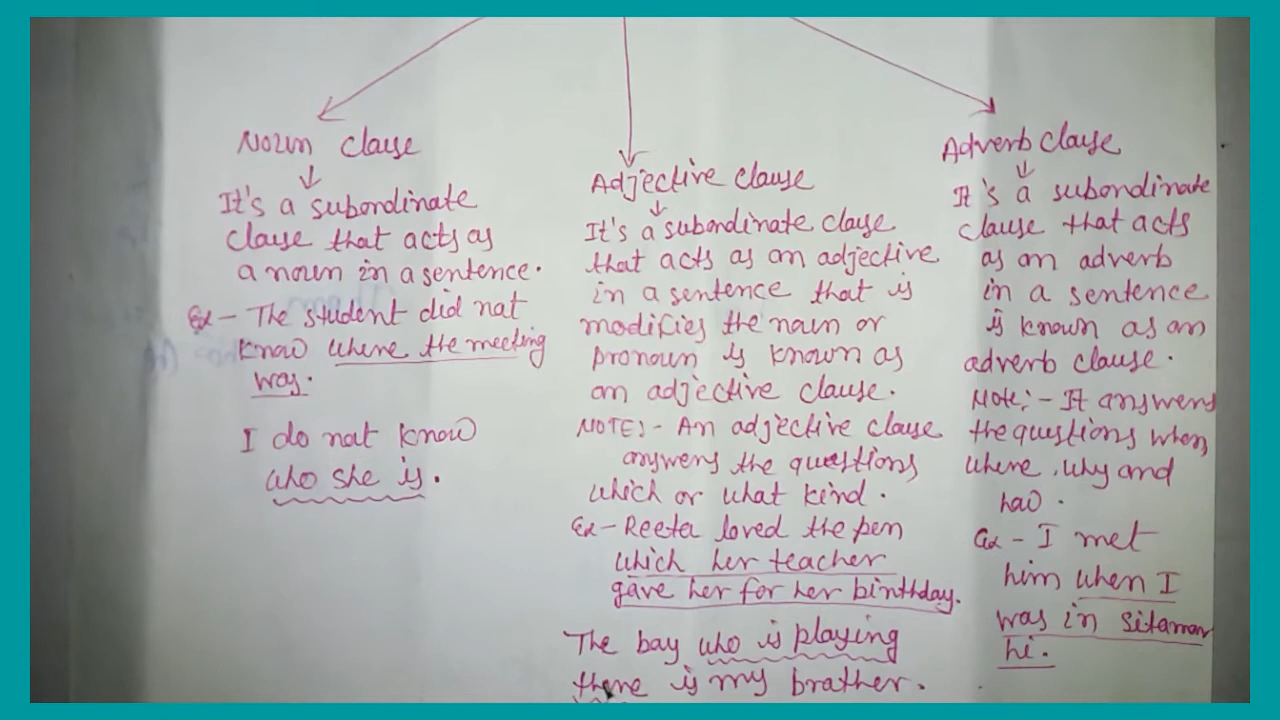 Noun clause
It's a subordinate
clause that acts as
a noun in a sentence.
Ex - The student did not
know where the meeting
was.
I do not know
who she is.
Adjective clause
It's a subordinate clause
that acts as an adjective
in a sentence that is
modifies the noun or
pronoun is known as
an adjective clause.
NOTE:- An adjective clause
answers the questions
which or what kind.
Ex - Reeta loved the pen
which her teacher
gave her for her birthday.
The boy who is playing
there is my brother.
Adverb clause
It's a subordinate
clause that acts
as an adverb
in a sentence
is known as an
adverb clause.
Note:- It answers
the questions when,
where, why and
how.
Ex - I met
him when I
was in sitamar
hi.